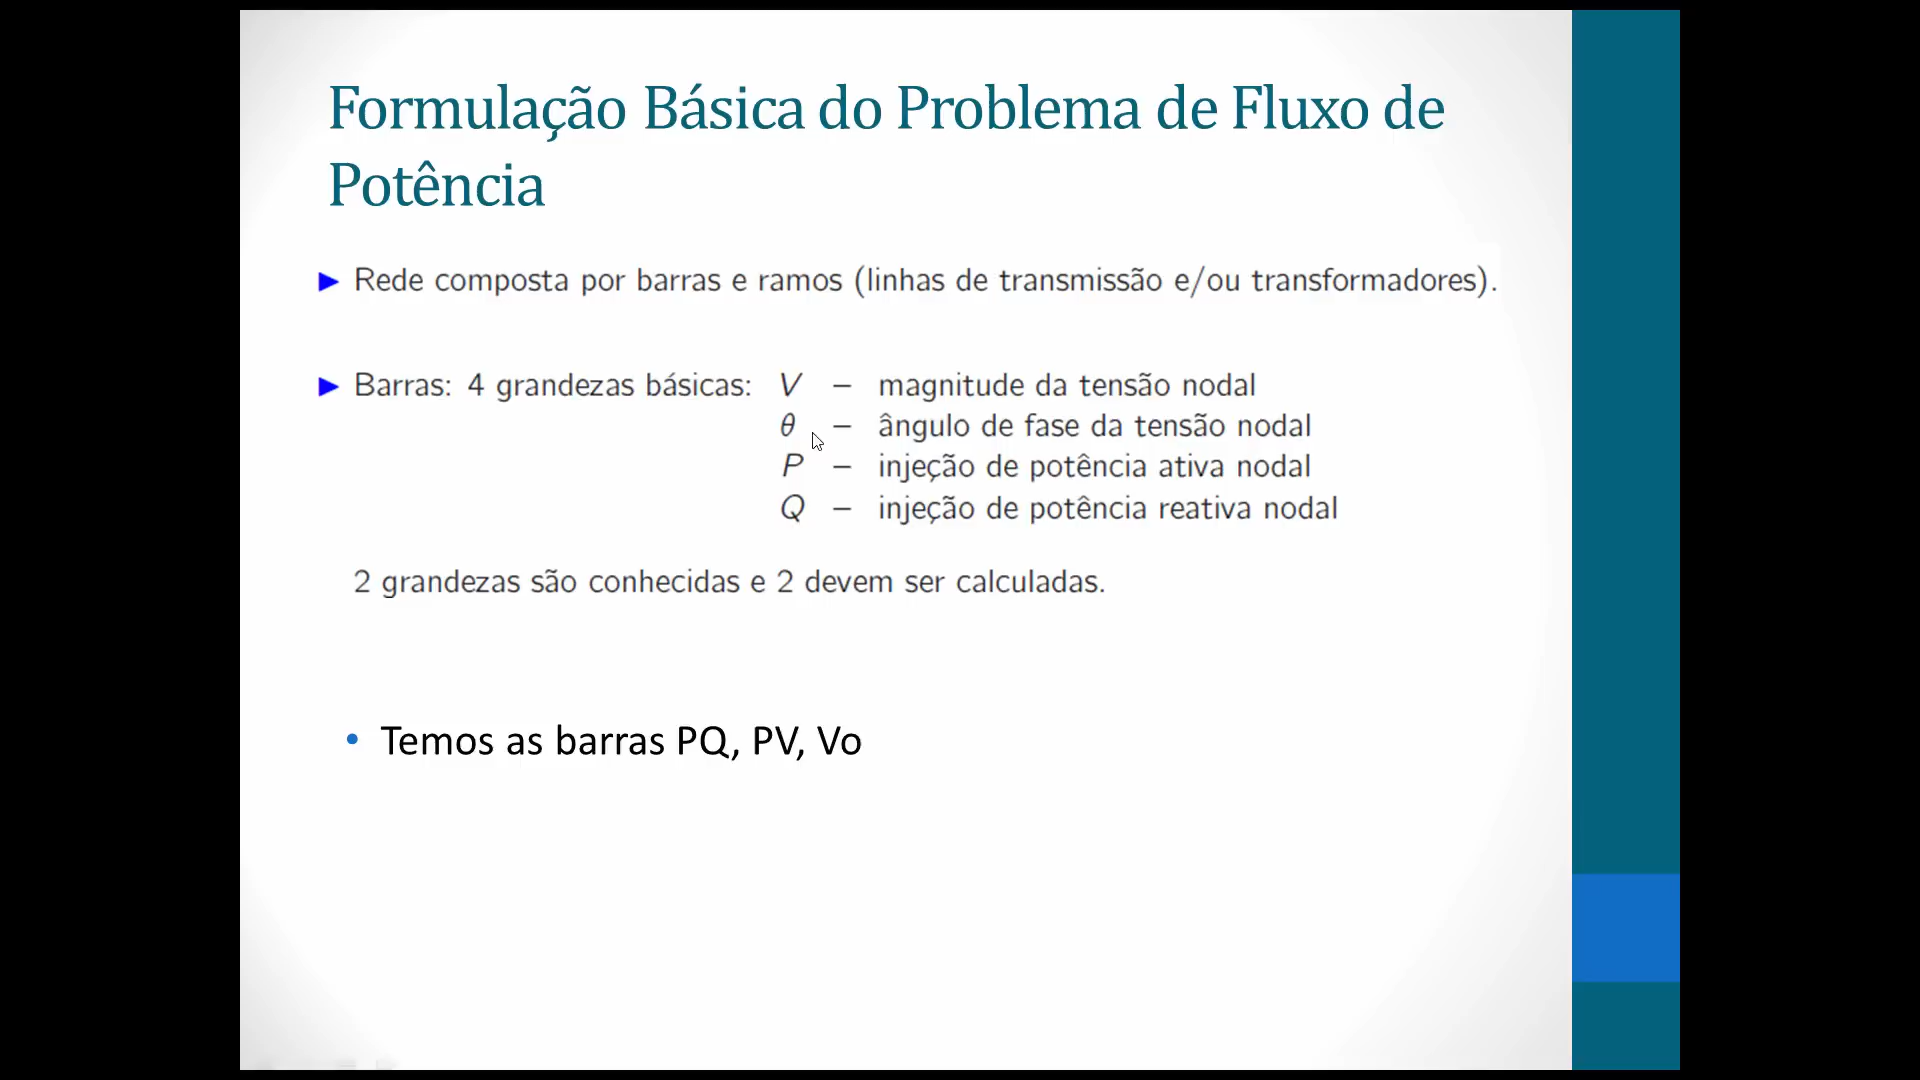 Formulação Básica do Problema de Fluxo de
Potência
▶ Rede composta por barras e ramos (linhas de transmissão e/ou transformadores).
▶ Barras: 4 grandezas básicas: V – magnitude da tensão nodal
θ – ângulo de fase da tensão nodal
P – injeção de potência ativa nodal
Q – injeção de potência reativa nodal
2 grandezas são conhecidas e 2 devem ser calculadas.
• Temos as barras PQ, PV, Vo